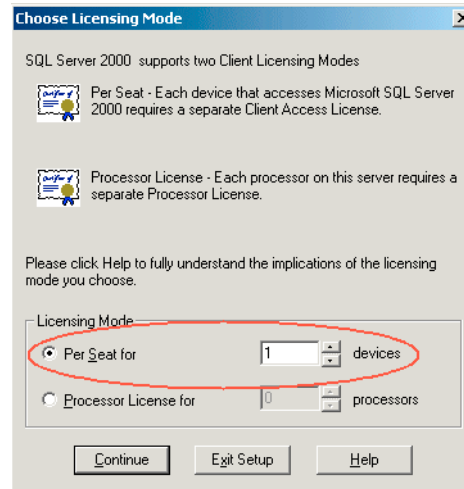 Choose Licensing Mode
SQL Server 2000  supports two Client Licensing Modes
Per Seat - Each device that accesses Microsoft SQL Server
2000 requires a separate Client Access License.
Processor License - Each processor on this server requires a
separate Processor License.
Please click Help to fully understand the implications of the licensing
mode you choose.
Licensing Mode
Per Seat for 1 devices
Processor License for 0 processors
Continue Exit Setup Help